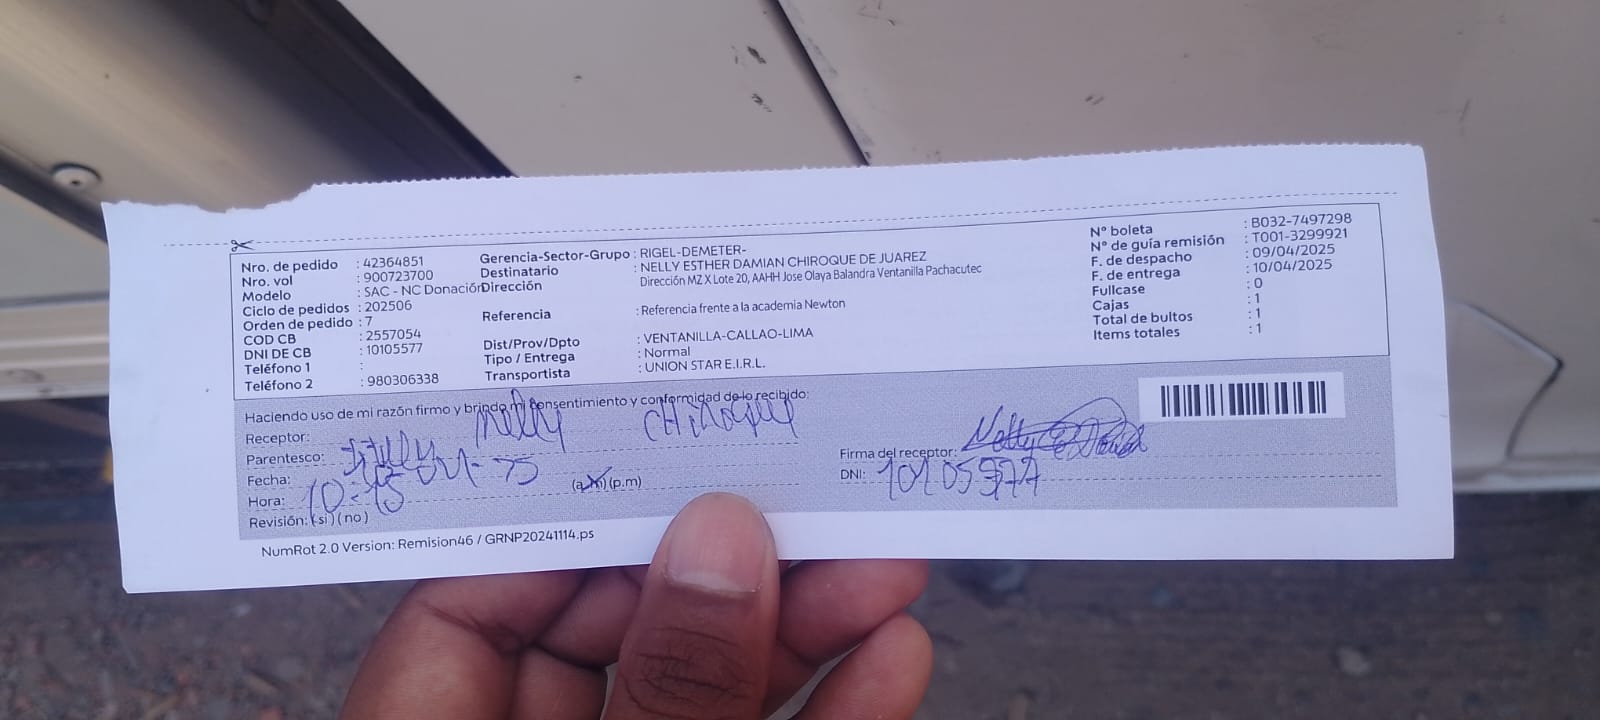 Nro. de pedido : 42364851
Nro. vol : 900723700
Modelo : SAC - NC Donación
Ciclo de pedidos : 202506
Orden de pedido : 7
COD CB : 2557054
DNI DE CB : 10105577
Teléfono 1 :
Teléfono 2 : 980306338
Gerencia-Sector-Grupo : RIGEL-DEMETER-
Destinatario : NELLY ESTHER DAMIAN CHIROQUE DE JUAREZ
Dirección Dirección MZ X Lote 20, AAHH Jose Olaya Balandra Ventanilla Pachacutec
Referencia : Referencia frente a la academia Newton
Dist/Prov/Dpto : VENTANILLA-CALLAO-LIMA
Tipo / Entrega : Normal
Transportista : UNION STAR E.I.R.L.
N° boleta : B032-7497298
N° de guía remisión : T001-3299921
F. de despacho : 09/04/2025
F. de entrega : 10/04/2025
Fullcase : 0
Cajas : 1
Total de bultos : 1
Items totales : 1
Haciendo uso de mi razón firmo y brindo mi consentimiento y conformidad de lo recibido:
Receptor: Nelly Chiroque
Parentesco:
Fecha:
Hora: 10:15 (a.m)(p.m)
Revisión: (si) (no)
Firma del receptor: Nelly
DNI:
NumRot 2.0 Version: Remision46 / GRNP20241114.ps